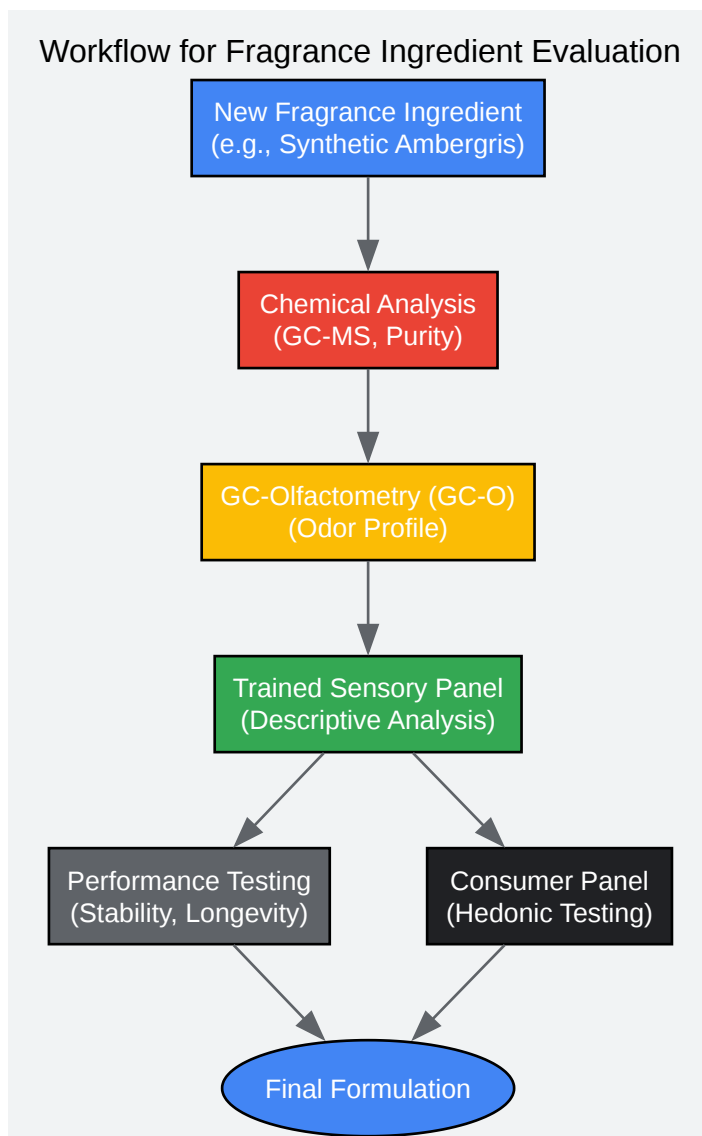 Workflow for Fragrance Ingredient Evaluation
New Fragrance Ingredient
(e.g., Synthetic Ambergris)
Chemical Analysis
(GC-MS, Purity)
GC-Olfactometry (GC-O)
(Odor Profile)
Trained Sensory Panel
(Descriptive Analysis)
Performance Testing
(Stability, Longevity)
Consumer Panel
(Hedonic Testing)
Final Formulation